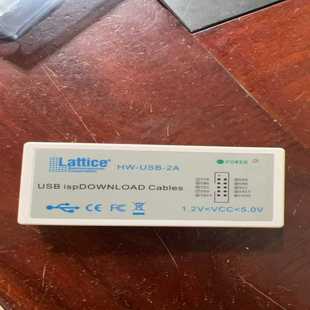 Lattice
HW-USB-2A
POWER
USB ispDOWNLOAD Cables
CE FC
1.2V<VCC<5.0V